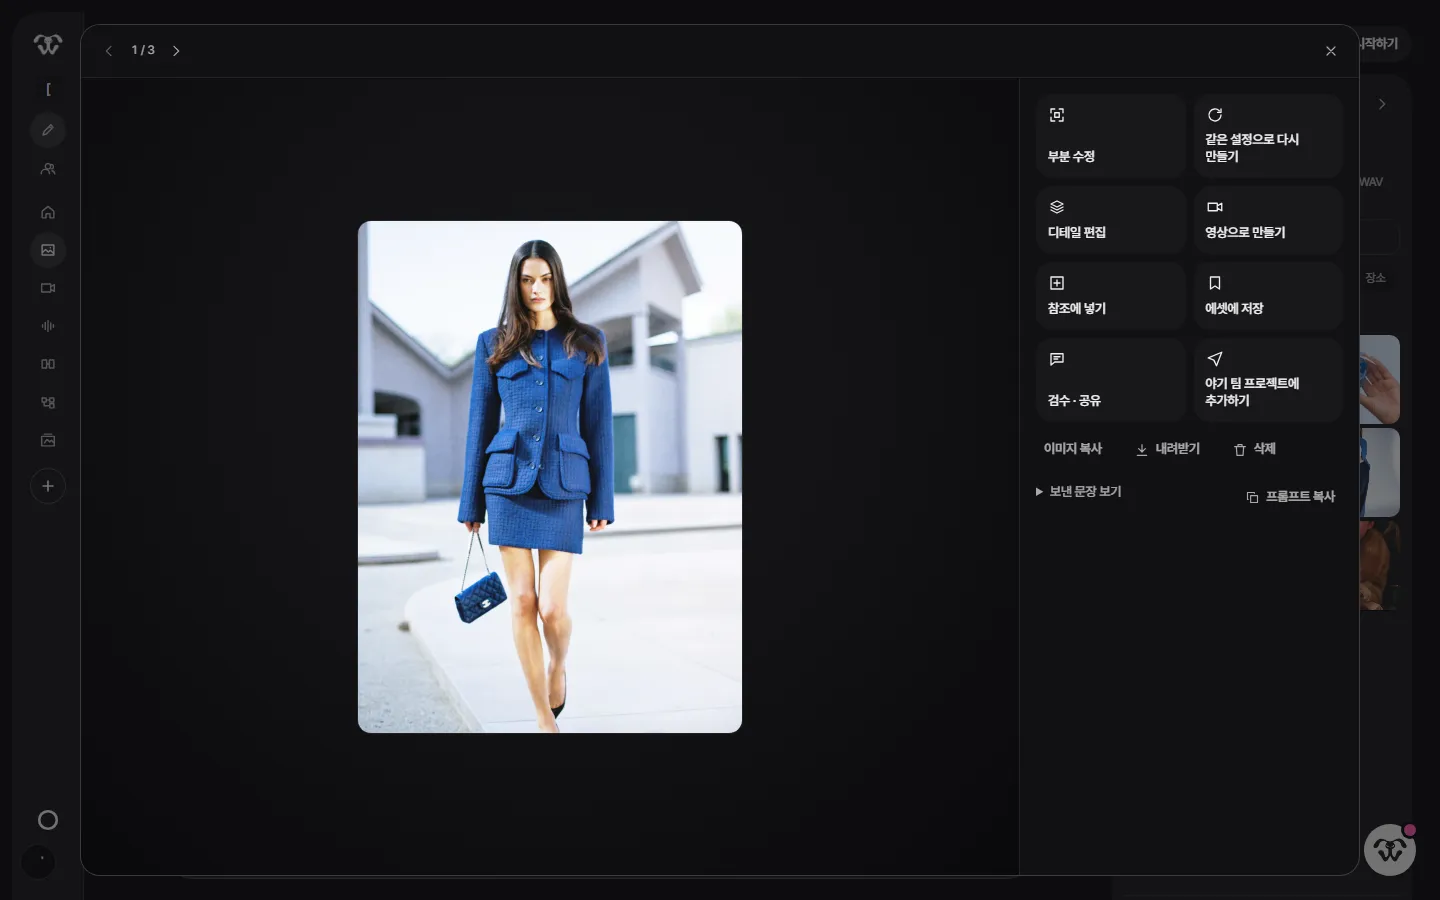 1 / 3
시작하기
[
부분 수정
같은 설정으로 다시
만들기
WAV
디테일 편집
영상으로 만들기
장소
참조에 넣기
에셋에 저장
검수 · 공유
야기 팀 프로젝트에
추가하기
이미지 복사
내려받기
삭제
보낸 문장 보기
프롬프트 복사